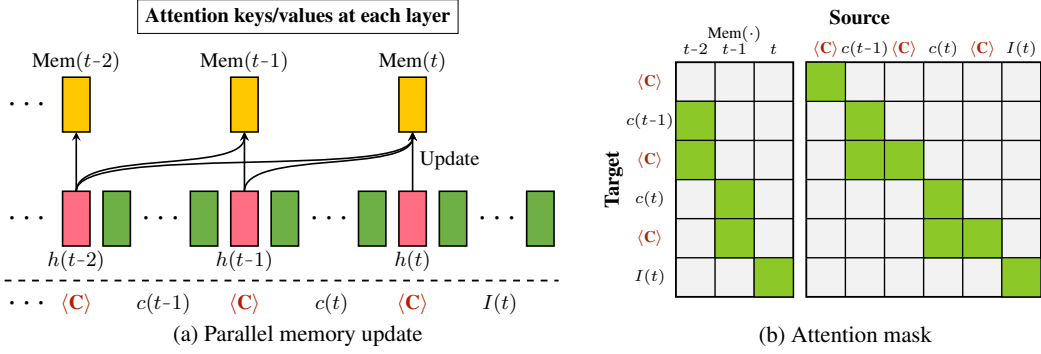 Attention keys/values at each layer
Mem(t-2) Mem(t-1) Mem(t)
· · ·
Update
· · · · · · · · · · · ·
h(t-2) h(t-1) h(t)
· · · ⟨C⟩ c(t-1) ⟨C⟩ c(t) ⟨C⟩ I(t)
(a) Parallel memory update
Source
Mem(·)
t-2 t-1 t ⟨C⟩ c(t-1) ⟨C⟩ c(t) ⟨C⟩ I(t)
Target
⟨C⟩
c(t-1)
⟨C⟩
c(t)
⟨C⟩
I(t)
(b) Attention mask